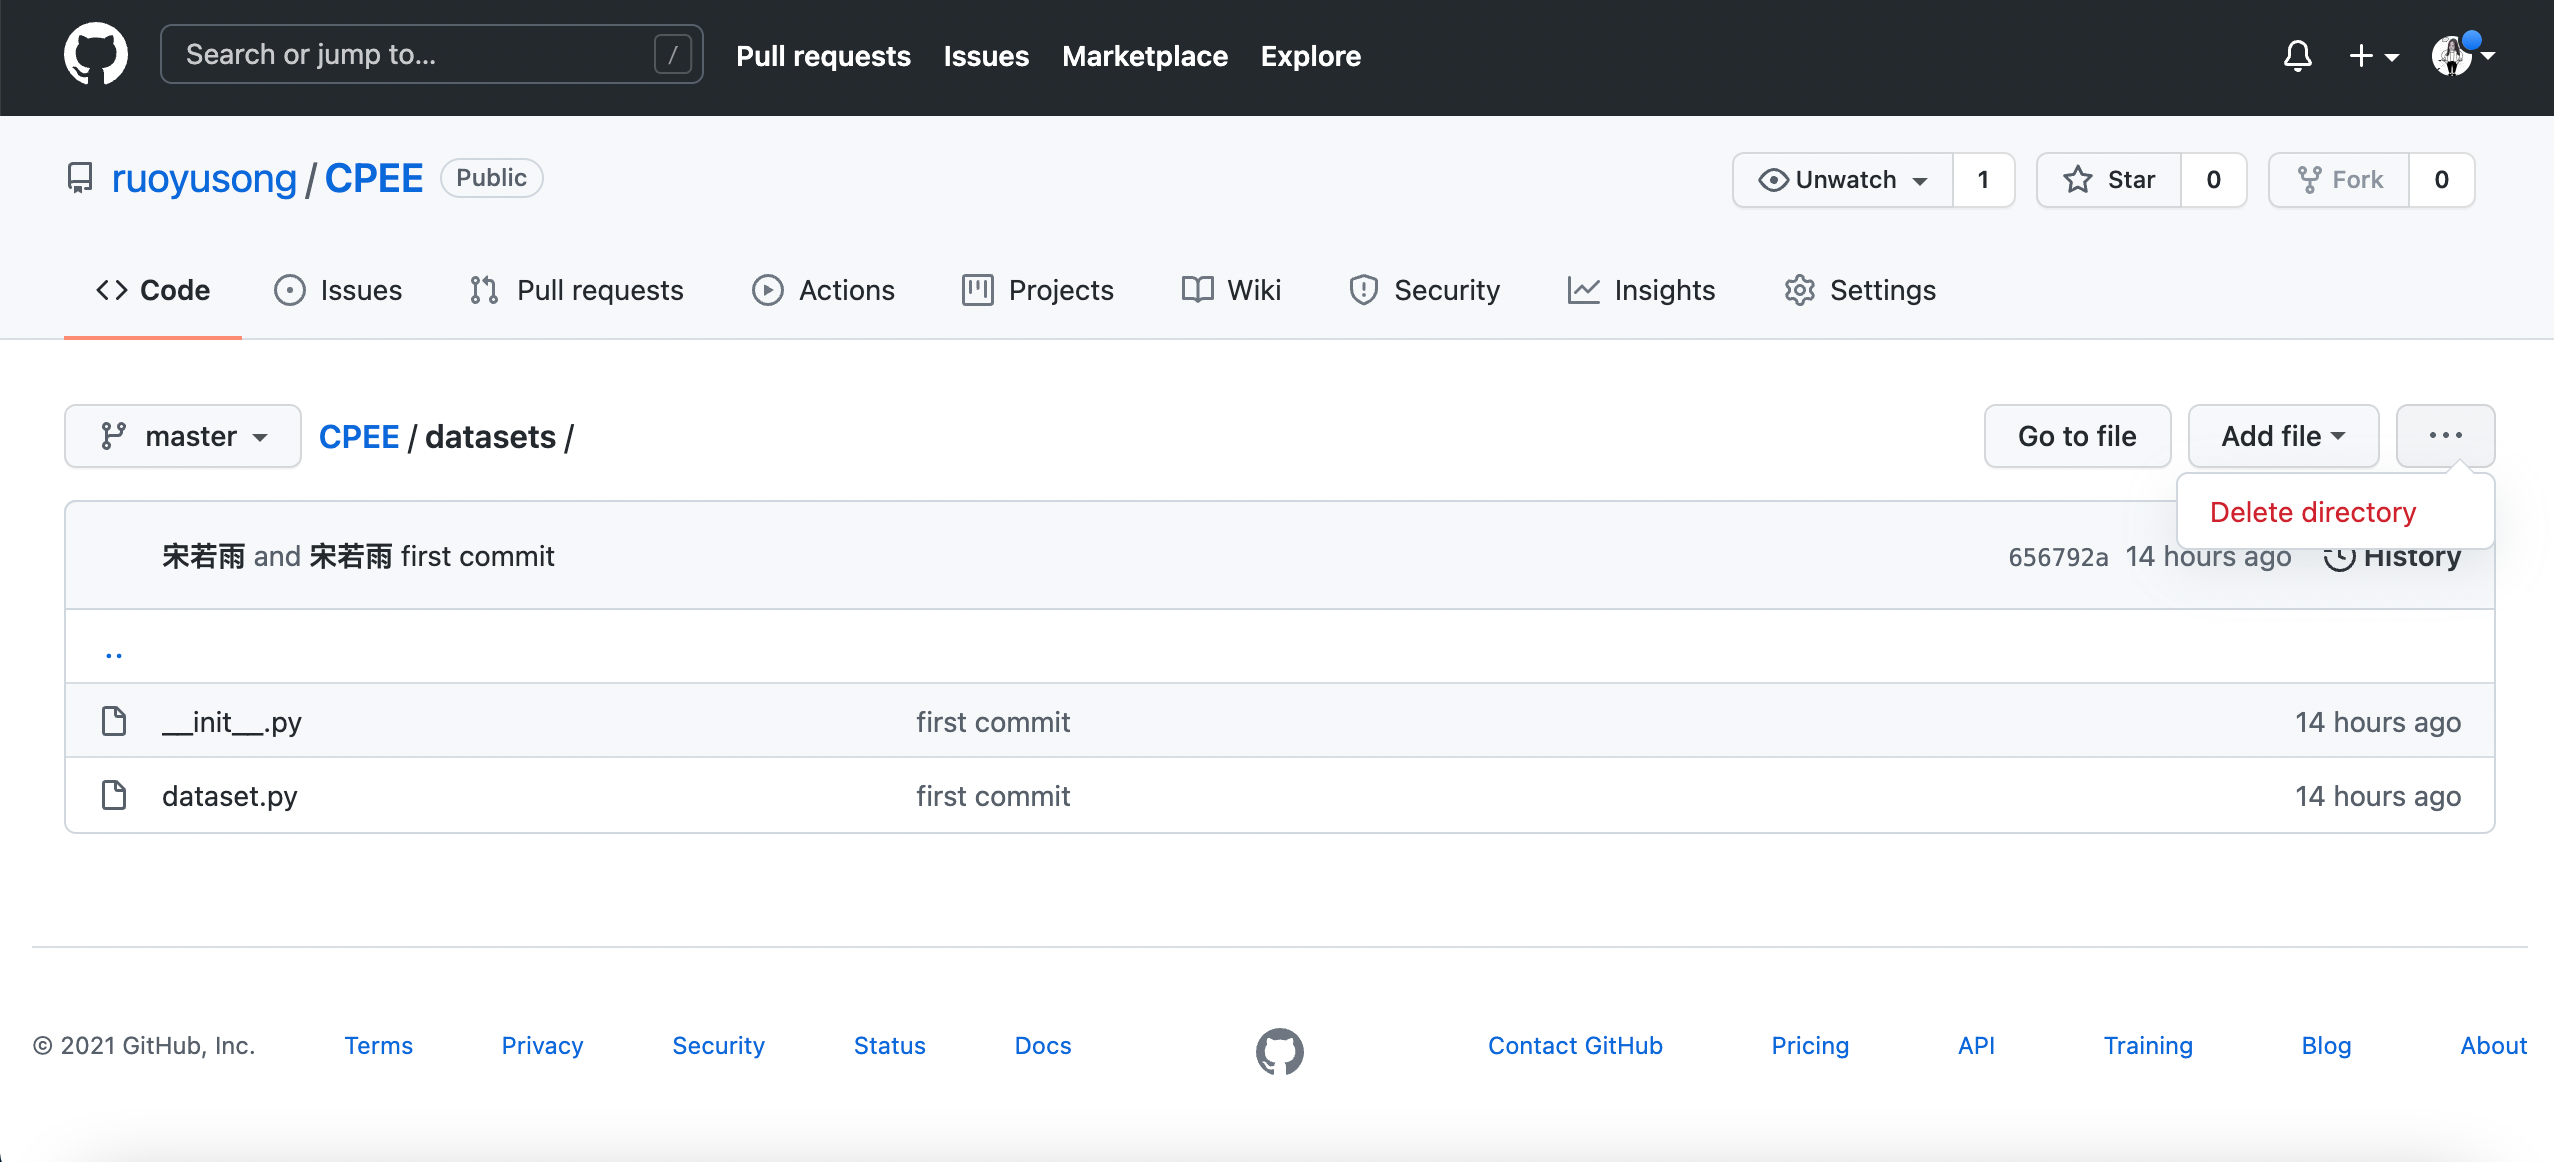 Search or jump to... / Pull requests Issues Marketplace Explore
ruoyusong / CPEE Public Unwatch 1 Star 0 Fork 0
Code Issues Pull requests Actions Projects Wiki Security Insights Settings
master CPEE / datasets / Go to file Add file ...
Delete directory
宋若雨 and 宋若雨 first commit 656792a 14 hours ago History
..
__init__.py first commit 14 hours ago
dataset.py first commit 14 hours ago
© 2021 GitHub, Inc. Terms Privacy Security Status Docs Contact GitHub Pricing API Training Blog About